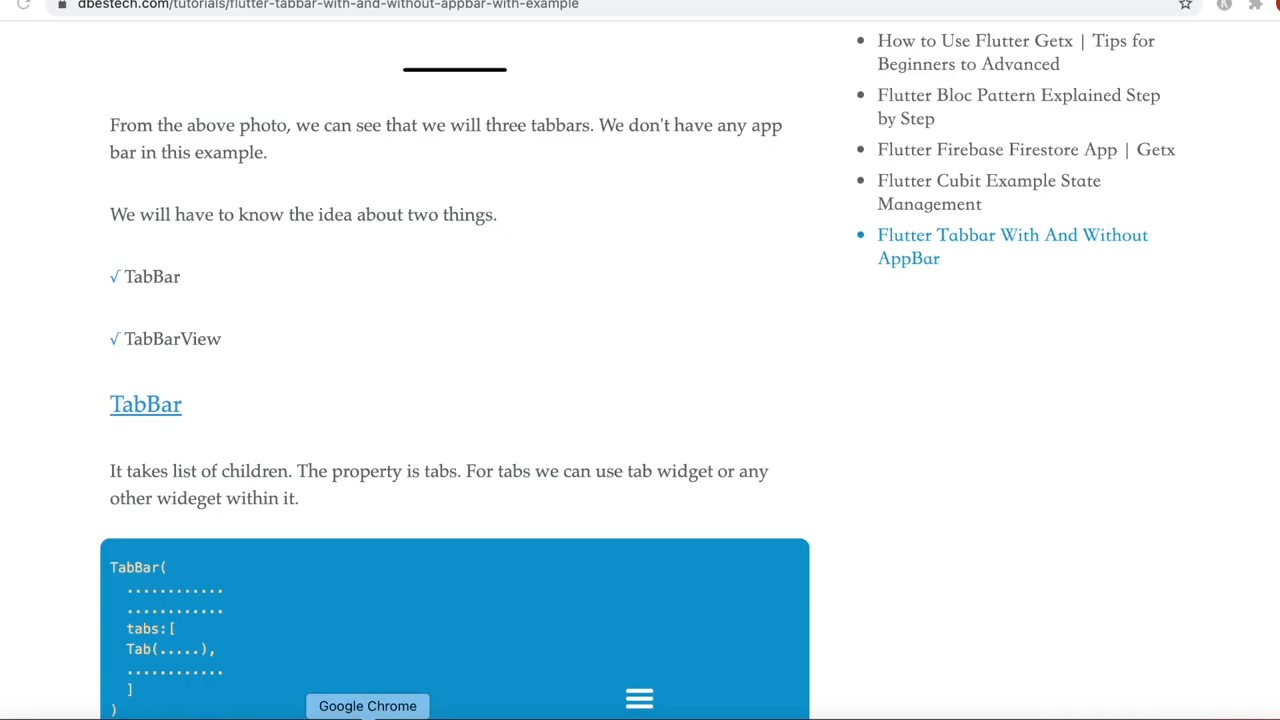 dbestech.com/tutorials/flutter-tabbar-with-and-without-appbar-with-example
From the above photo, we can see that we will three tabbars. We don't have any app
bar in this example.
We will have to know the idea about two things.
√ TabBar
√ TabBarView
TabBar
It takes list of children. The property is tabs. For tabs we can use tab widget or any
other wideget within it.
TabBar(
............
............
tabs:[
Tab(.....),
............
]
)
Google Chrome
• How to Use Flutter Getx | Tips for
Beginners to Advanced
• Flutter Bloc Pattern Explained Step
by Step
• Flutter Firebase Firestore App | Getx
• Flutter Cubit Example State
Management
• Flutter Tabbar With And Without
AppBar